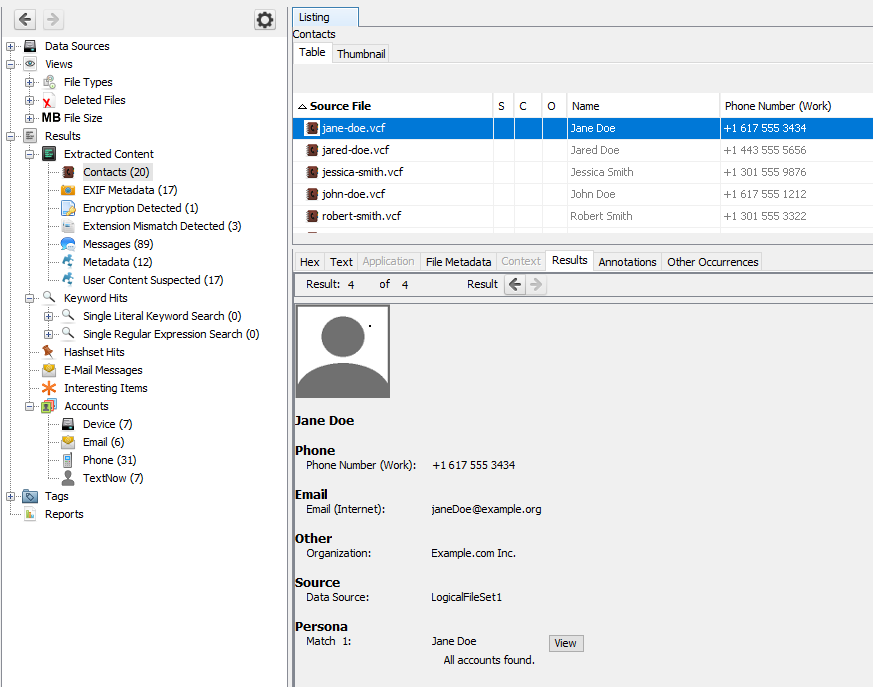 Data Sources
Views
File Types
Deleted Files
MB File Size
Results
Extracted Content
Contacts (20)
EXIF Metadata (17)
Encryption Detected (1)
Extension Mismatch Detected (3)
Messages (89)
Metadata (12)
User Content Suspected (17)
Keyword Hits
Single Literal Keyword Search (0)
Single Regular Expression Search (0)
Hashset Hits
E-Mail Messages
Interesting Items
Accounts
Device (7)
Email (6)
Phone (31)
TextNow (7)
Tags
Reports
Listing
Contacts
Table Thumbnail
Source File S C O Name Phone Number (Work)
jane-doe.vcf Jane Doe +1 617 555 3434
jared-doe.vcf Jared Doe +1 443 555 5656
jessica-smith.vcf Jessica Smith +1 301 555 9876
john-doe.vcf John Doe +1 617 555 1212
robert-smith.vcf Robert Smith +1 301 555 3322
Hex Text Application File Metadata Context Results Annotations Other Occurrences
Result: 4 of 4 Result
Jane Doe
Phone
Phone Number (Work): +1 617 555 3434
Email
Email (Internet): janeDoe@example.org
Other
Organization: Example.com Inc.
Source
Data Source: LogicalFileSet1
Persona
Match 1: Jane Doe View
All accounts found.